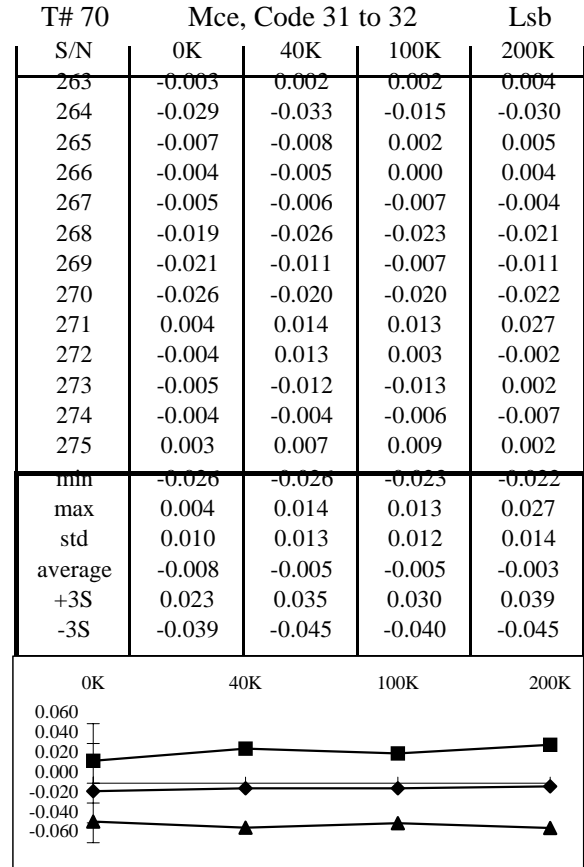 T# 70 Mce, Code 31 to 32 Lsb
S/N 0K 40K 100K 200K
263 -0.003 0.002 0.002 0.004
264 -0.029 -0.033 -0.015 -0.030
265 -0.007 -0.008 0.002 0.005
266 -0.004 -0.005 0.000 0.004
267 -0.005 -0.006 -0.007 -0.004
268 -0.019 -0.026 -0.023 -0.021
269 -0.021 -0.011 -0.007 -0.011
270 -0.026 -0.020 -0.020 -0.022
271 0.004 0.014 0.013 0.027
272 -0.004 0.013 0.003 -0.002
273 -0.005 -0.012 -0.013 0.002
274 -0.004 -0.004 -0.006 -0.007
275 0.003 0.007 0.009 0.002
min -0.026 -0.026 -0.023 -0.022
max 0.004 0.014 0.013 0.027
std 0.010 0.013 0.012 0.014
average -0.008 -0.005 -0.005 -0.003
+3S 0.023 0.035 0.030 0.039
-3S -0.039 -0.045 -0.040 -0.045
0K 40K 100K 200K
0.060
0.040
0.020
0.000
-0.020
-0.040
-0.060